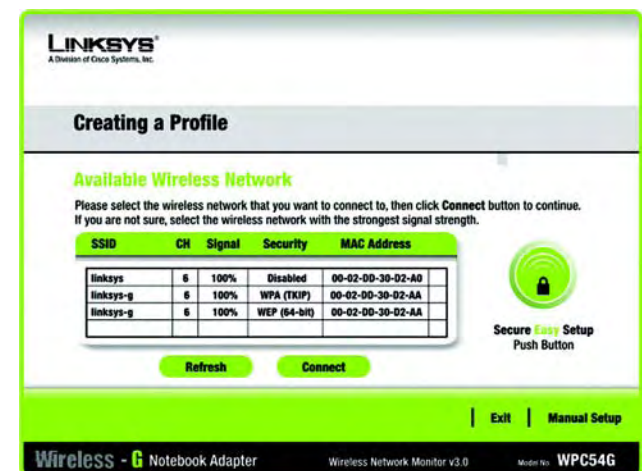 LINKSYS®
A Division of Cisco Systems, Inc.
Creating a Profile
Available Wireless Network
Please select the wireless network that you want to connect to, then click Connect button to continue.
If you are not sure, select the wireless network with the strongest signal strength.
SSID CH Signal Security MAC Address
linksys 6 100% Disabled 00-02-DD-30-D2-A0
linksys-g 6 100% WPA (TKIP) 00-02-DD-30-D2-AA
linksys-g 6 100% WEP (64-bit) 00-02-DD-30-D2-AA
Secure Easy Setup
Push Button
Refresh Connect
Exit Manual Setup
Wireless - G Notebook Adapter Wireless Network Monitor v3.0 Model No. WPC54G